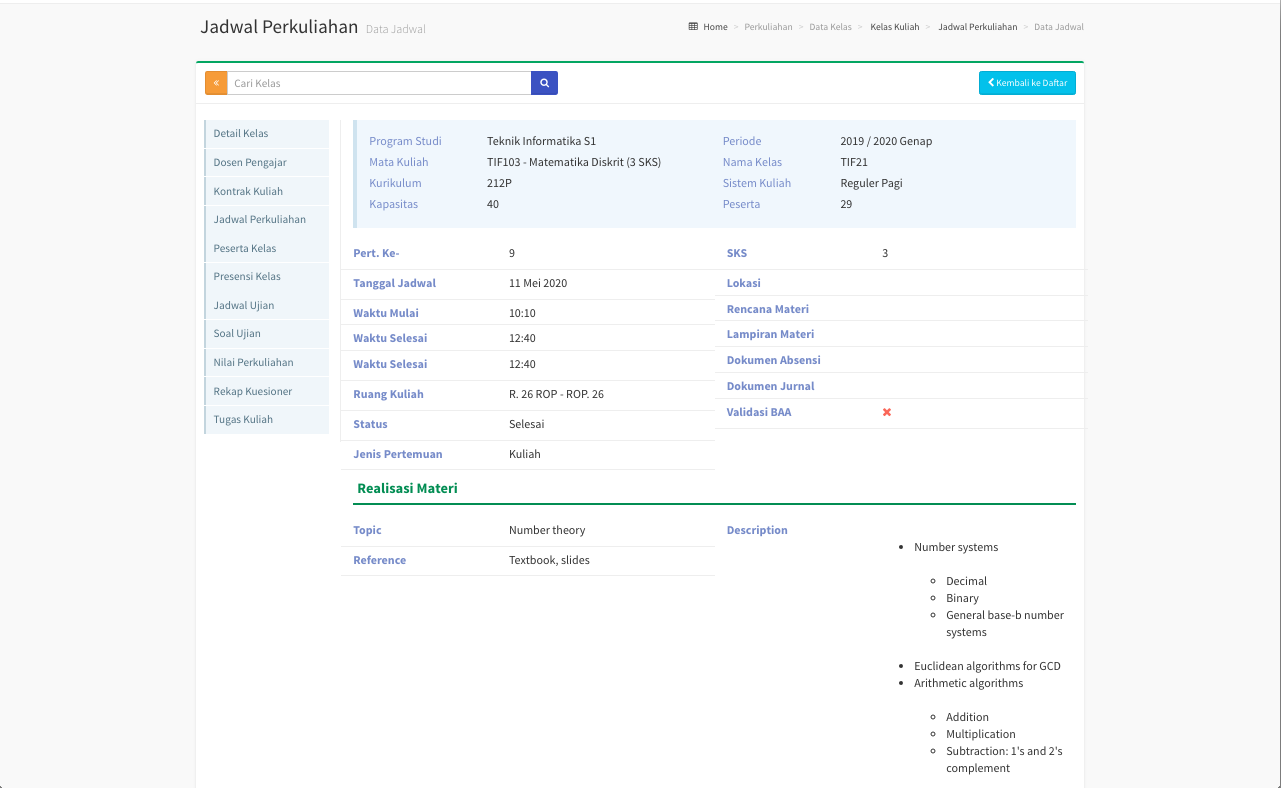 Jadwal Perkuliahan Data Jadwal
Home > Perkuliahan > Data Kelas > Kelas Kuliah > Jadwal Perkuliahan > Data Jadwal
« Cari Kelas
Kembali ke Daftar
Detail Kelas
Dosen Pengajar
Kontrak Kuliah
Jadwal Perkuliahan
Peserta Kelas
Presensi Kelas
Jadwal Ujian
Soal Ujian
Nilai Perkuliahan
Rekap Kuesioner
Tugas Kuliah
Program Studi Teknik Informatika S1
Mata Kuliah TIF103 - Matematika Diskrit (3 SKS)
Kurikulum 212P
Kapasitas 40
Periode 2019 / 2020 Genap
Nama Kelas TIF21
Sistem Kuliah Reguler Pagi
Peserta 29
Pert. Ke- 9
Tanggal Jadwal 11 Mei 2020
Waktu Mulai 10:10
Waktu Selesai 12:40
Waktu Selesai 12:40
Ruang Kuliah R. 26 ROP - ROP. 26
Status Selesai
Jenis Pertemuan Kuliah
SKS 3
Lokasi
Rencana Materi
Lampiran Materi
Dokumen Absensi
Dokumen Jurnal
Validasi BAA
Realisasi Materi
Topic Number theory
Reference Textbook, slides
Description
Number systems
Decimal
Binary
General base-b number
systems
Euclidean algorithms for GCD
Arithmetic algorithms
Addition
Multiplication
Subtraction: 1's and 2's
complement